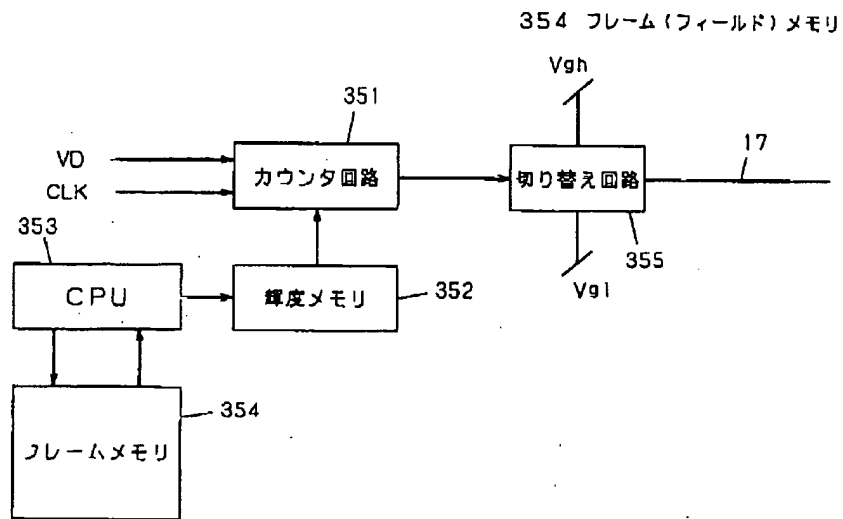 354 フレーム(フィールド)メモリ
Vgh
351
17
VD
CLK
カウンタ回路
切り替え回路
353
355
CPU
輝度メモリ
352
Vgl
354
フレームメモリ